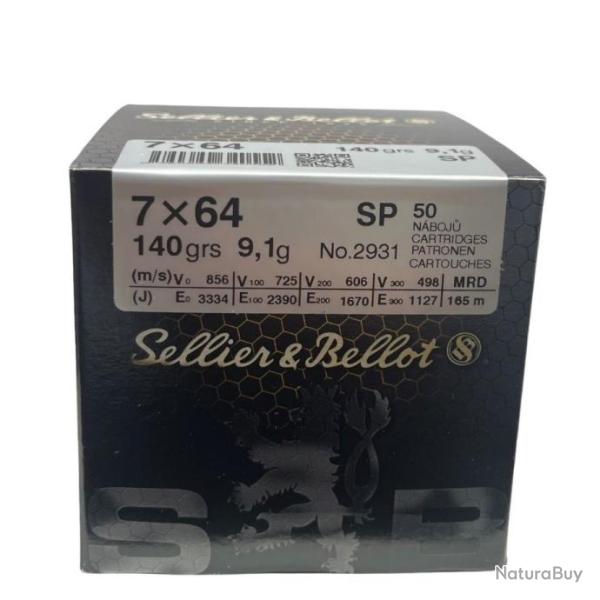 Sellier & Bellot S&B
7×64
140grs 9,1g
SP
7×64 SP 50
NÁBOJŮ
CARTRIDGES
PATRONEN
CARTOUCHES
140grs 9,1g No.2931
(m/s) V0 856 V100 725 V200 606 V300 498 MRD
(J) E0 3334 E100 2390 E200 1670 E300 1127 165 m
Sellier & Bellot S&B
S B
NaturaBuy